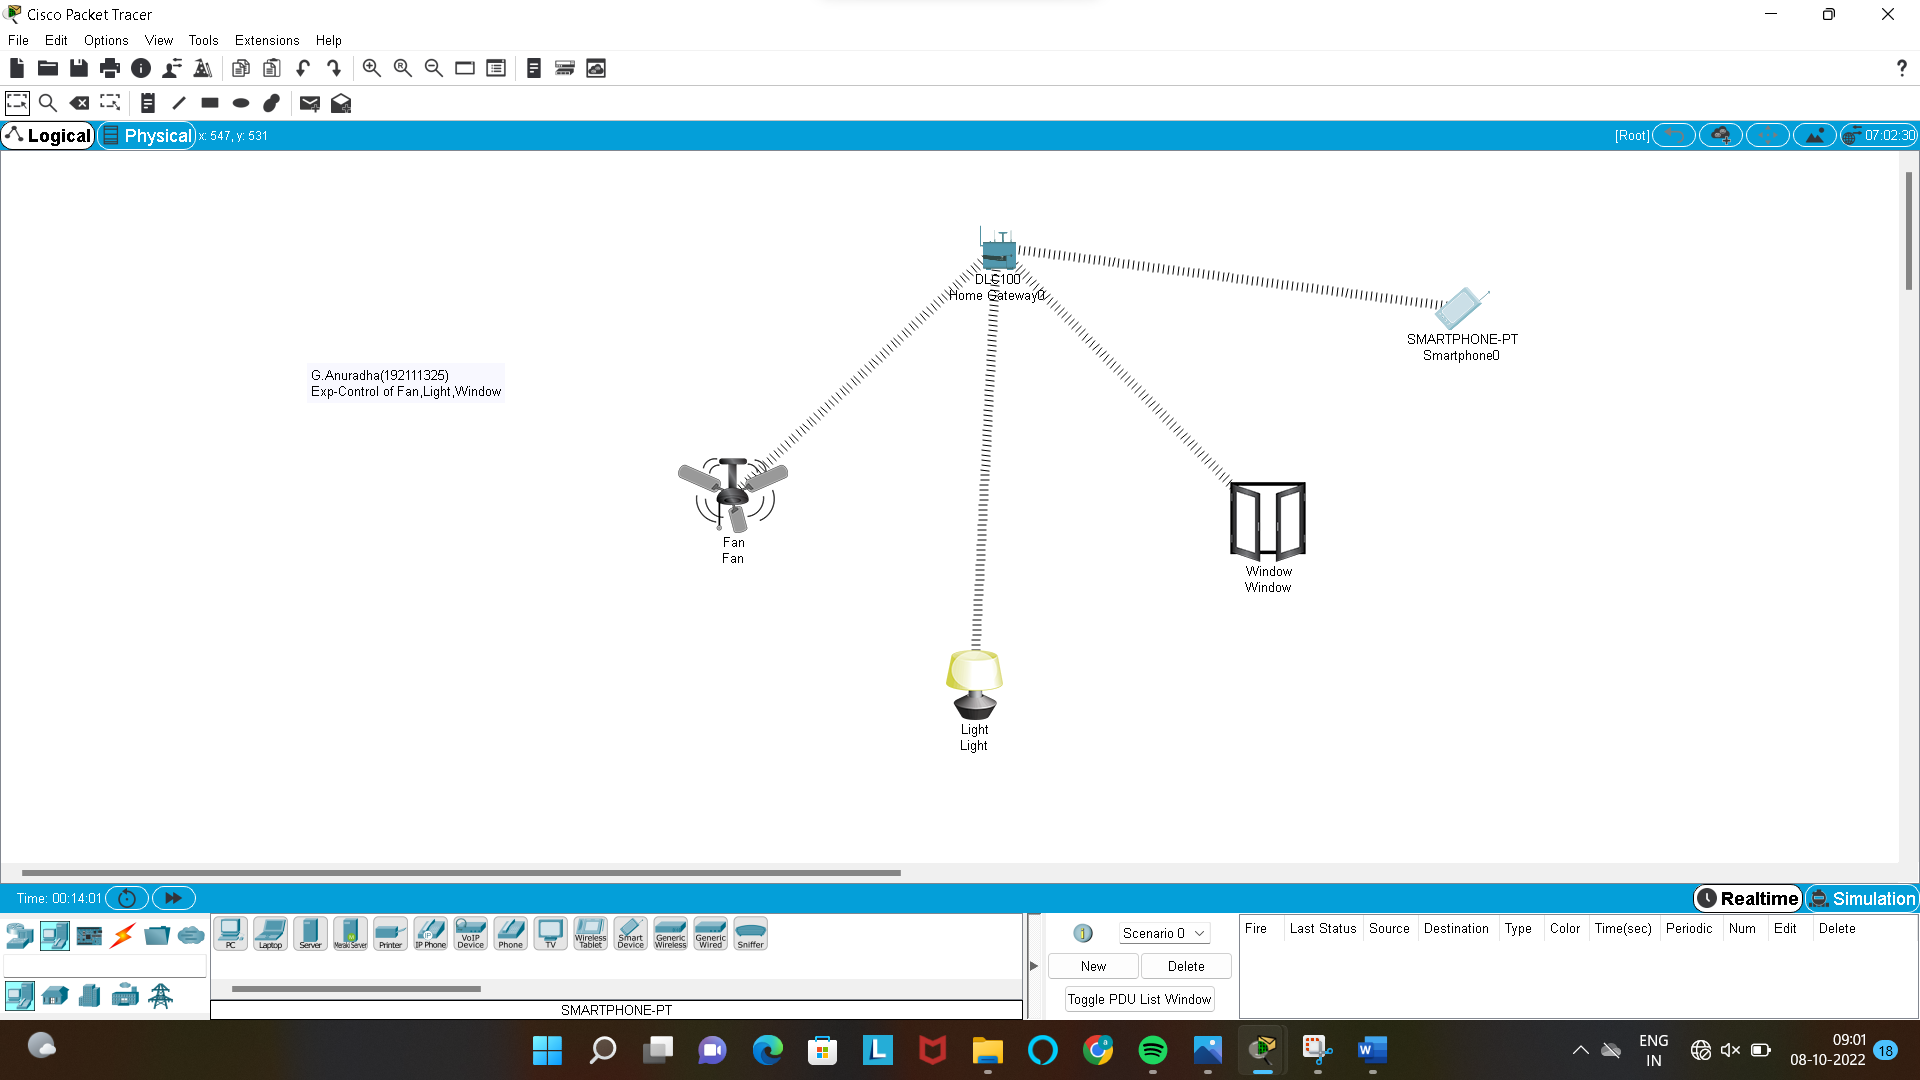 Cisco Packet Tracer
File Edit Options View Tools Extensions Help
?
Logical Physical x: 547, y: 531 [Root] 07:02:30
DLC100
Home Gateway0
SMARTPHONE-PT
Smartphone0
G.Anuradha(192111325)
Exp-Control of Fan,Light,Window
Fan
Fan
Window
Window
Light
Light
Time: 00:14:01 Realtime Simulation
PC Laptop Server Meraki Server Printer IP Phone VoIP Device Phone TV Wireless Tablet Smart Device Generic Wireless Generic Wired Sniffer
Scenario 0
New Delete
Toggle PDU List Window
Fire Last Status Source Destination Type Color Time(sec) Periodic Num Edit Delete
SMARTPHONE-PT
ENG
IN
09:01
08-10-2022
18